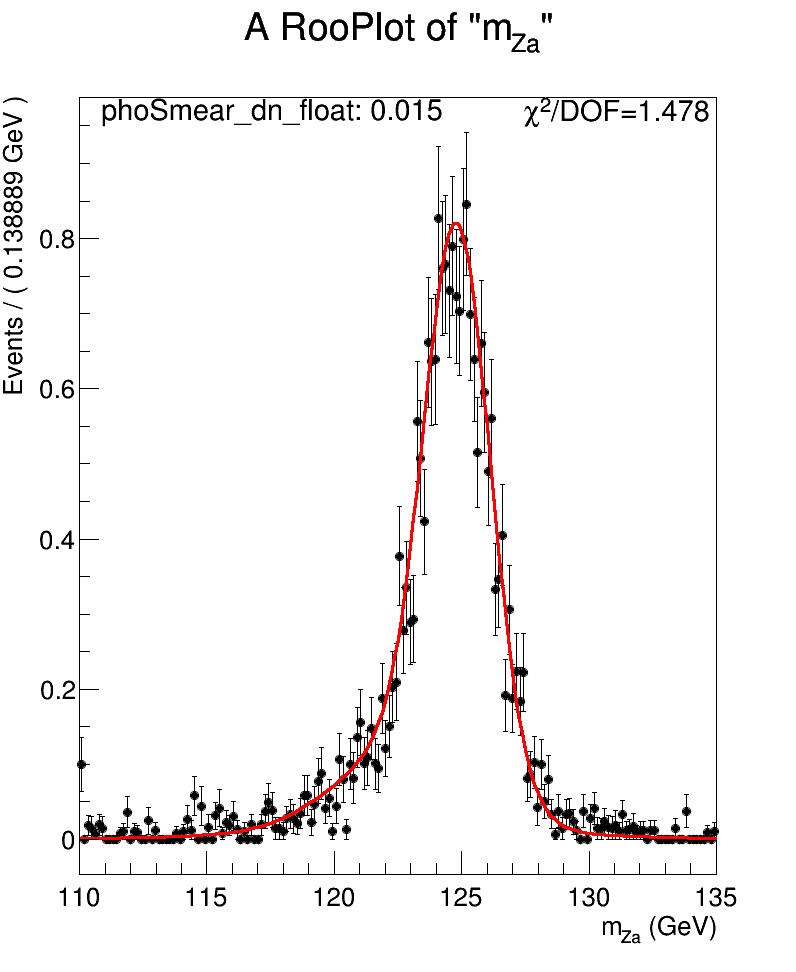 A RooPlot of "m_Za"
phoSmear_dn_float: 0.015
χ²/DOF=1.478
Events / ( 0.138889 GeV )
0.8
0.6
0.4
0.2
0
110 115 120 125 130 135
m_Za (GeV)